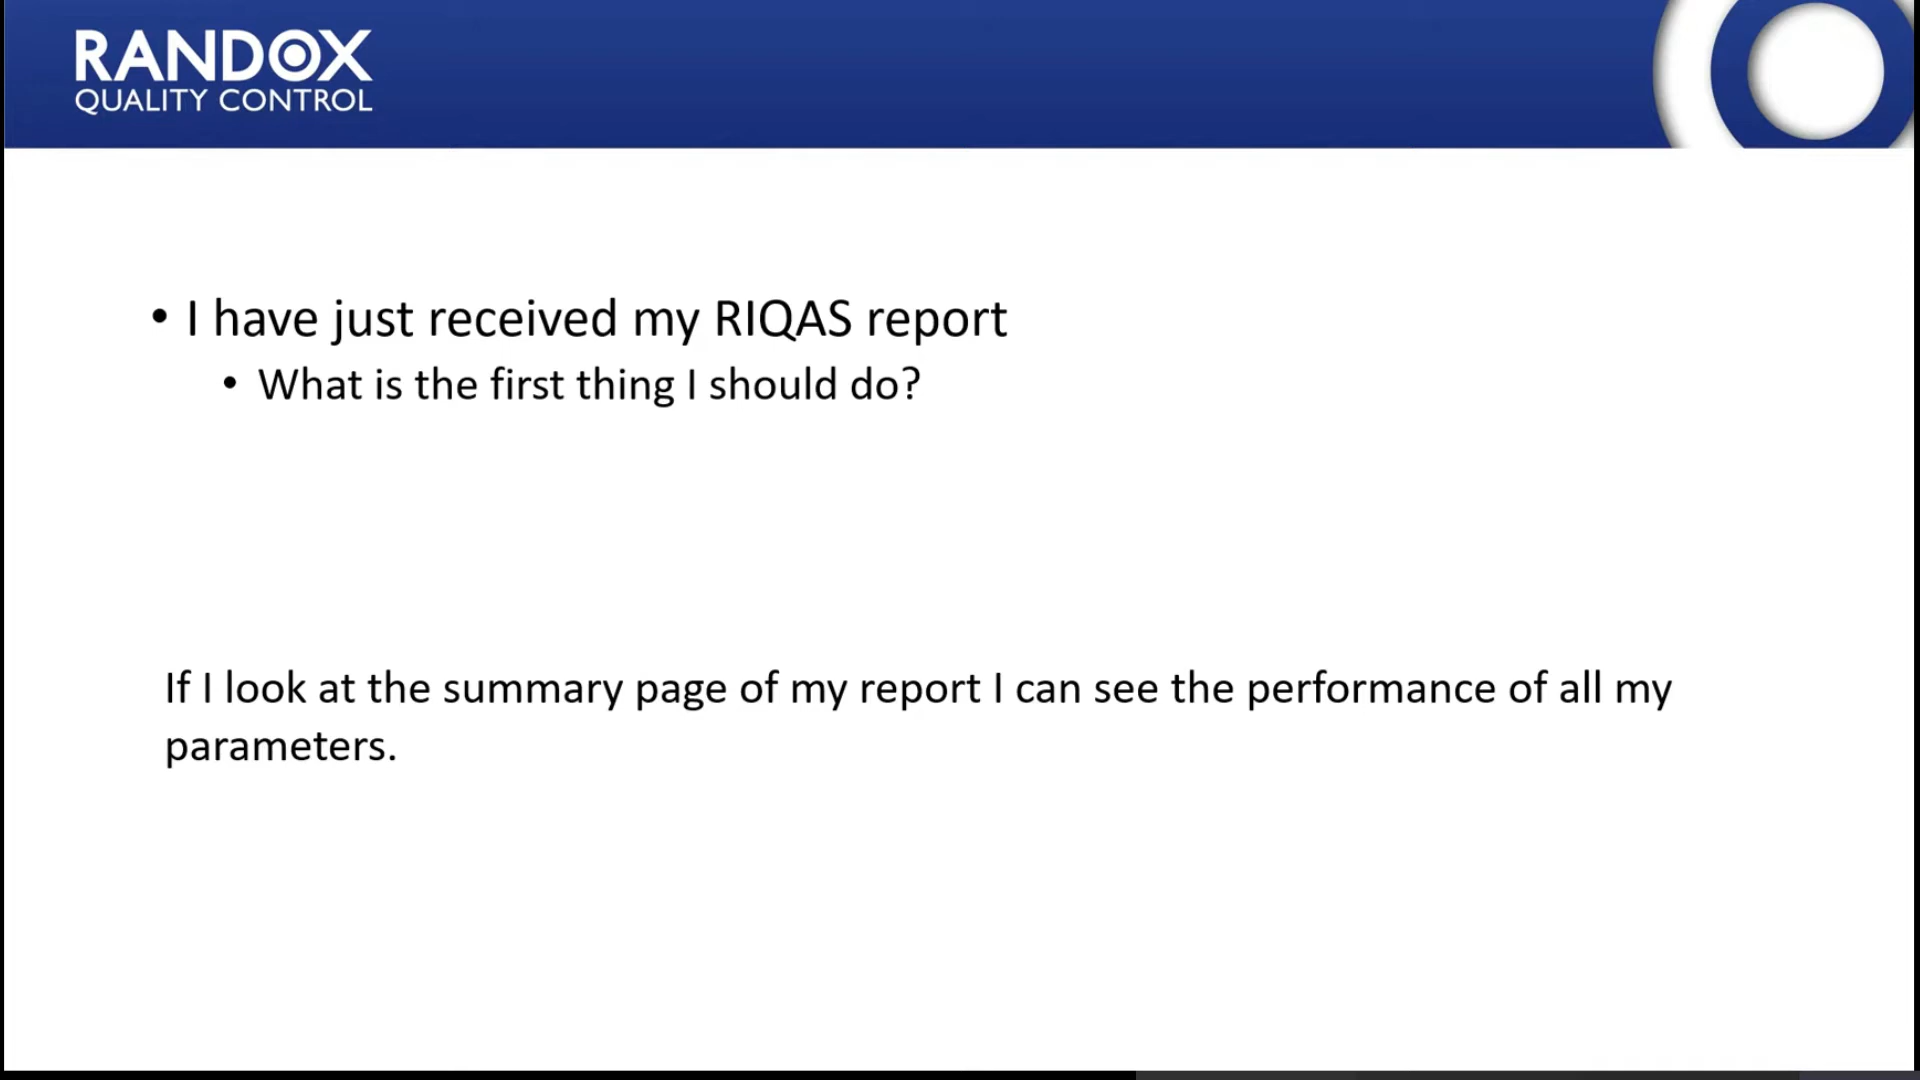 RANDOX
QUALITY CONTROL
• I have just received my RIQAS report
• What is the first thing I should do?
If I look at the summary page of my report I can see the performance of all my
parameters.